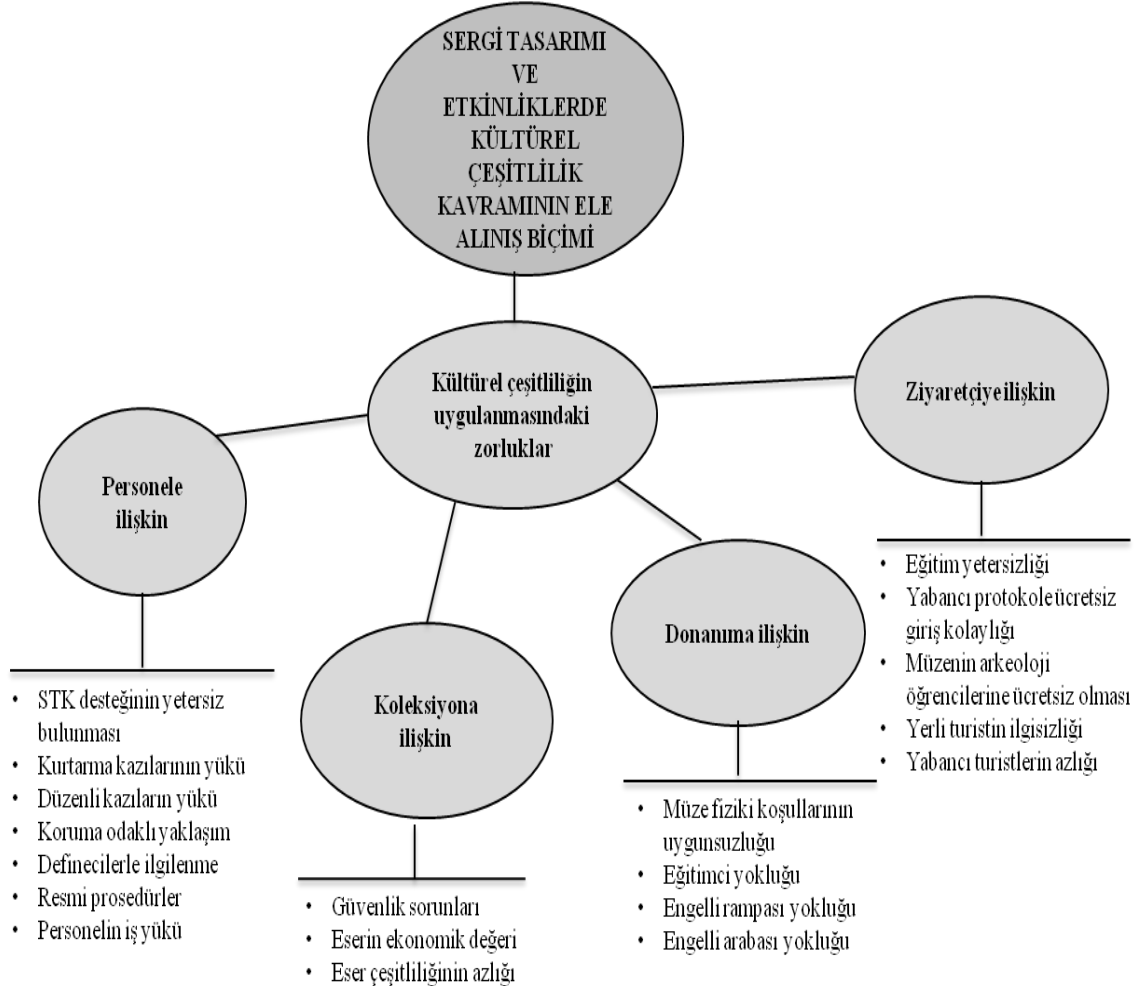 SERGİ TASARIMI
VE
ETKİNLİKLERDE
KÜLTÜREL
ÇEŞİTLİLİK
KAVRAMININ ELE
ALINIŞ BİÇİMİ
Kültürel çeşitliliğin
uygulanmasındaki
zorluklar
Personele
ilişkin
• STK desteğinin yetersiz
bulunması
• Kurtarma kazılarının yükü
• Düzenli kazıların yükü
• Koruma odaklı yaklaşım
• Definecilerle ilgilenme
• Resmi prosedürler
• Personelin iş yükü
Koleksiyona
ilişkin
• Güvenlik sorunları
• Eserin ekonomik değeri
• Eser çeşitliliğinin azlığı
Donanıma ilişkin
• Müze fiziki koşullarının
uygunsuzluğu
• Eğitimci yokluğu
• Engelli rampası yokluğu
• Engelli arabası yokluğu
Ziyaretçiye ilişkin
• Eğitim yetersizliği
• Yabancı protokole ücretsiz
giriş kolaylığı
• Müzenin arkeoloji
öğrencilerine ücretsiz olması
• Yerli turistin ilgisizliği
• Yabancı turistlerin azlığı